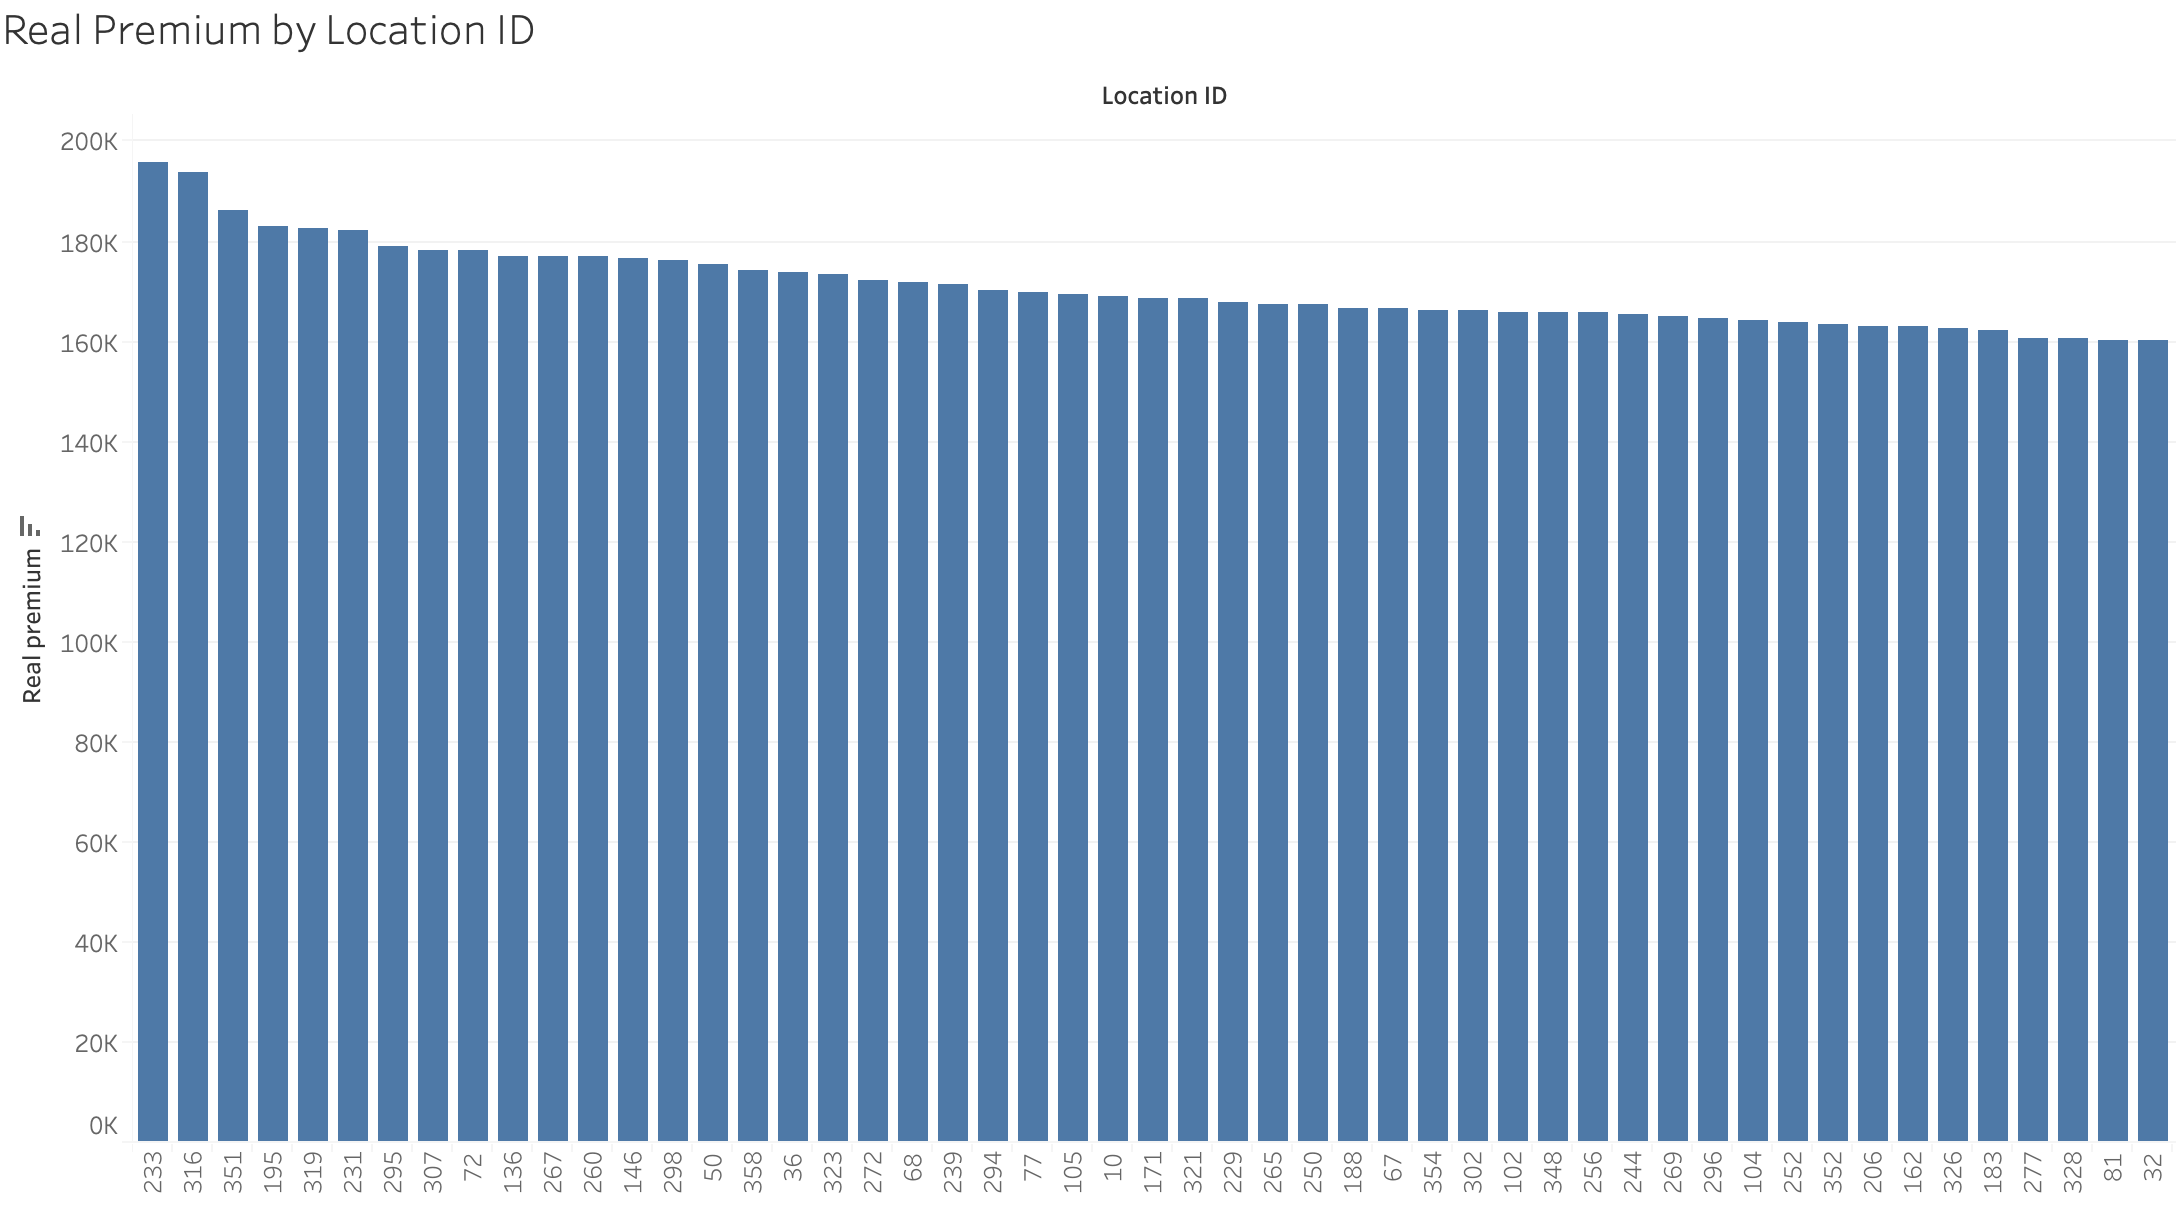 Real Premium by Location ID
Location ID
200K
180K
160K
140K
120K
100K
80K
60K
40K
20K
0K
Real premium
233 316 351 195 319 231 295 307 72 136 267 260 146 298 50 358 36 323 272 68 239 294 77 105 10 171 321 229 265 250 188 67 354 302 102 348 256 244 269 296 104 252 352 206 162 326 183 277 328 81 32